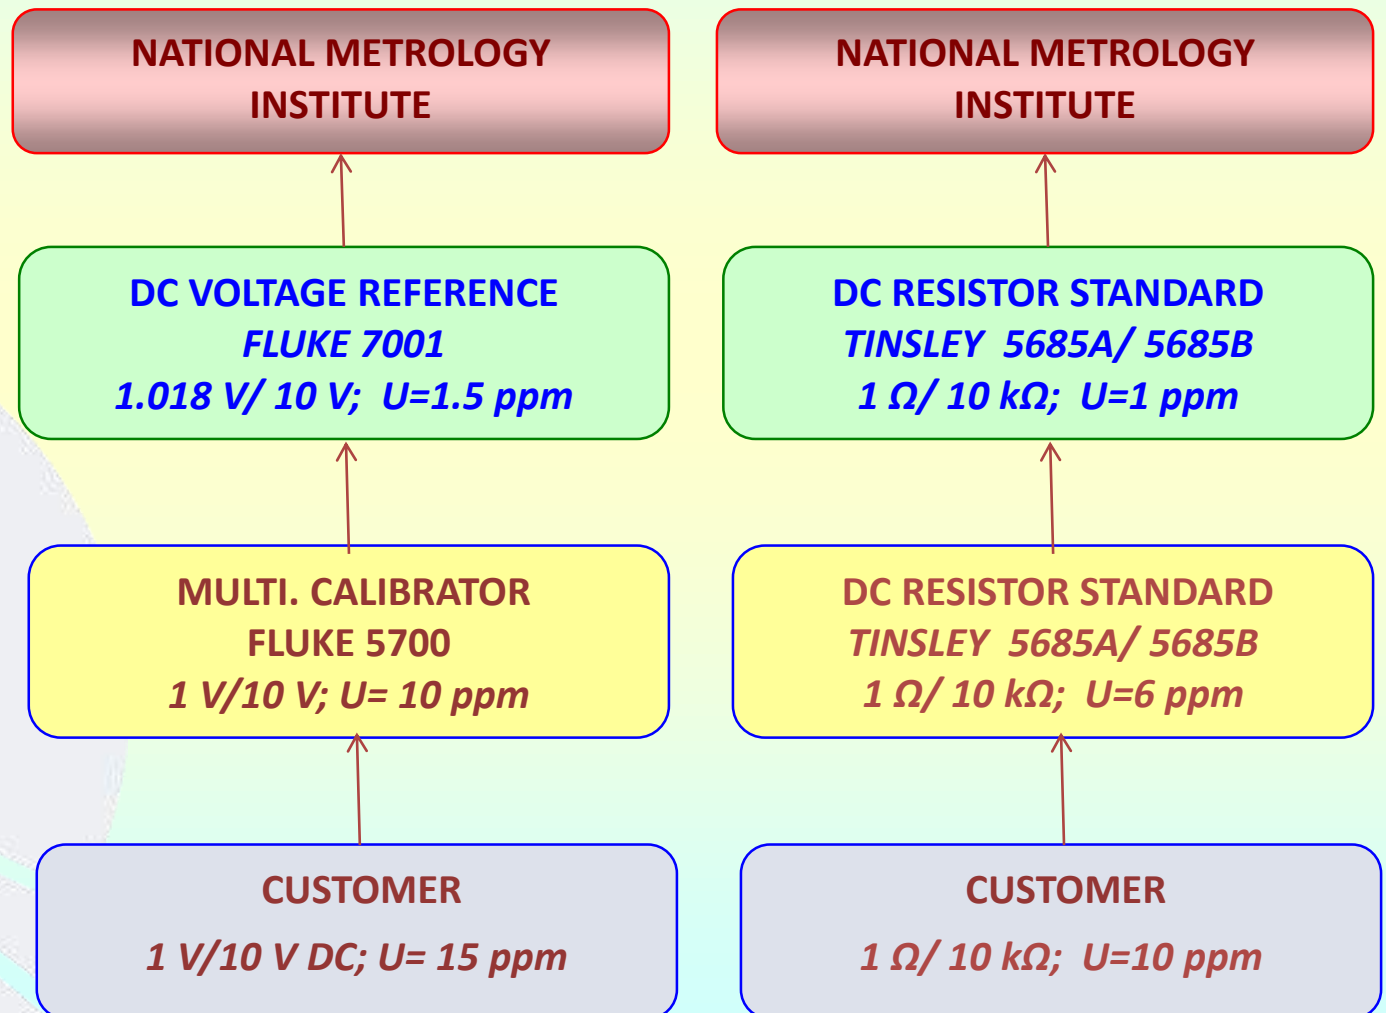 NATIONAL METROLOGY
INSTITUTE
DC VOLTAGE REFERENCE
FLUKE 7001
1.018 V/ 10 V;  U=1.5 ppm
MULTI. CALIBRATOR
FLUKE 5700
1 V/10 V; U= 10 ppm
CUSTOMER
1 V/10 V DC; U= 15 ppm
NATIONAL METROLOGY
INSTITUTE
DC RESISTOR STANDARD
TINSLEY  5685A/ 5685B
1 Ω/ 10 kΩ;  U=1 ppm
DC RESISTOR STANDARD
TINSLEY  5685A/ 5685B
1 Ω/ 10 kΩ;  U=6 ppm
CUSTOMER
1 Ω/ 10 kΩ;  U=10 ppm